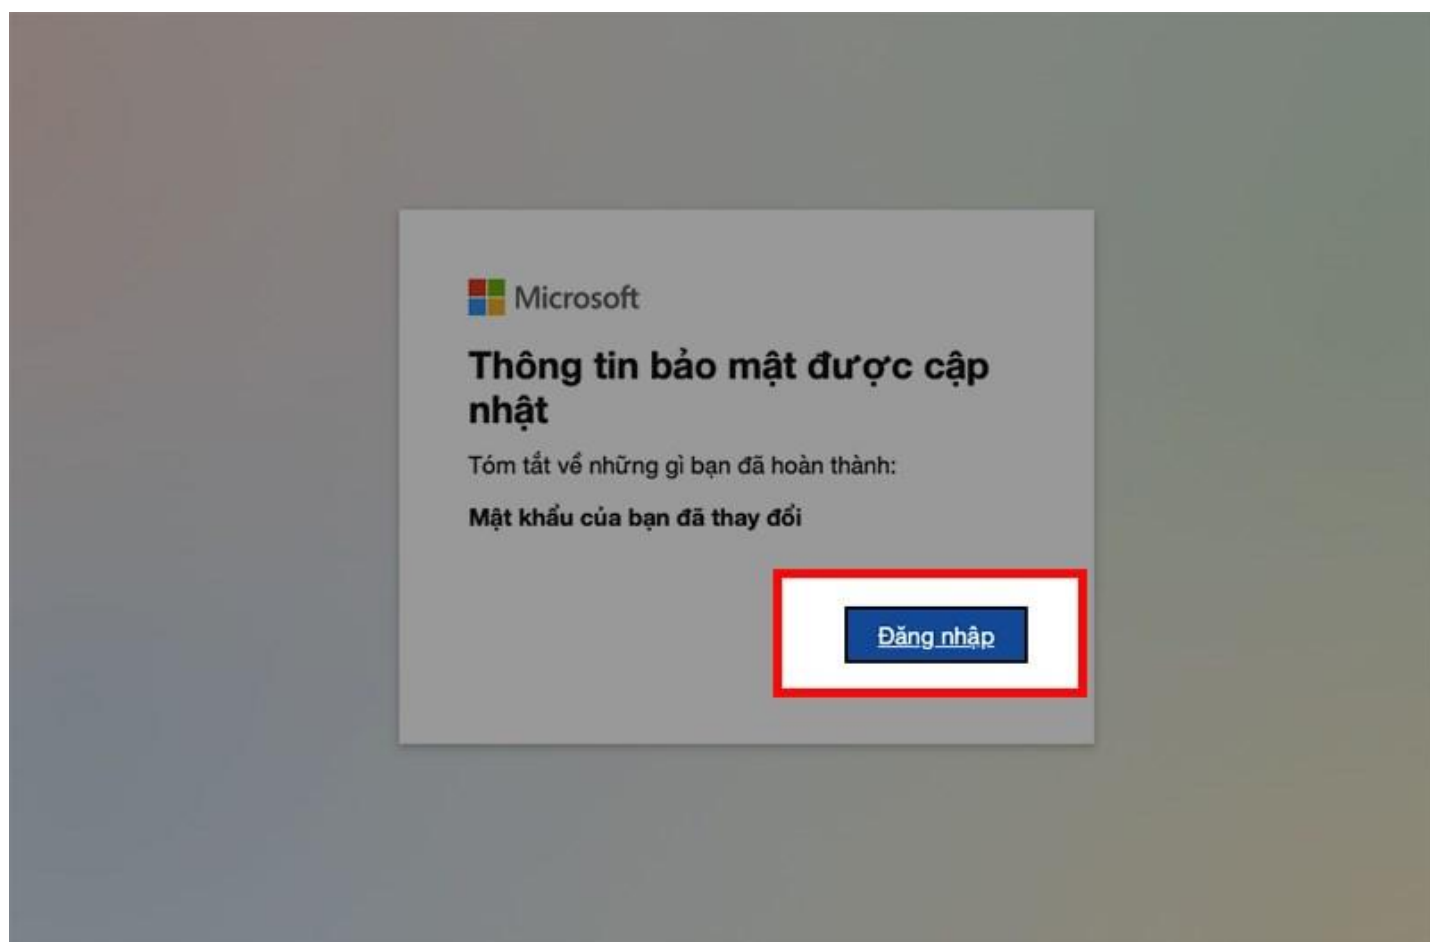 Microsoft
Thông tin bảo mật được cập
nhật
Tóm tắt về những gì bạn đã hoàn thành:
Mật khẩu của bạn đã thay đổi
Đăng nhập